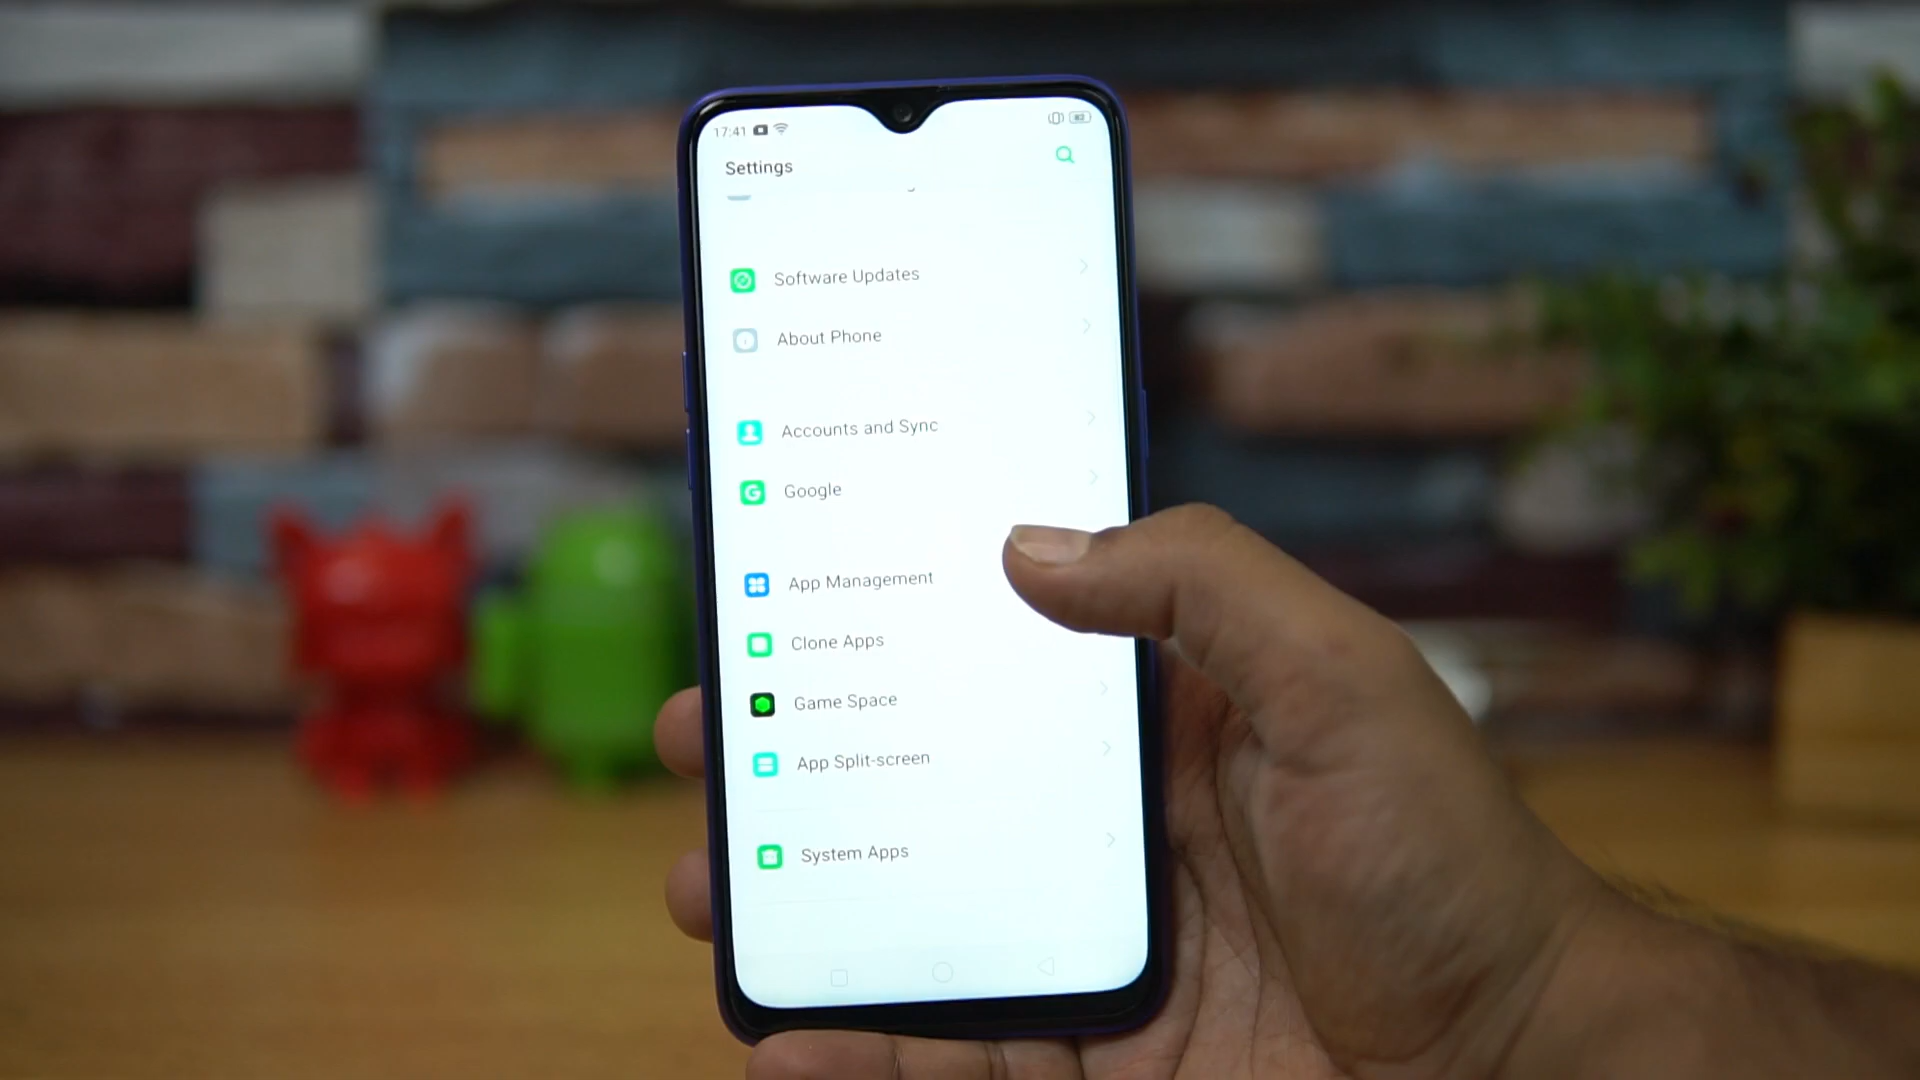 17:41
82
Settings
Software Updates
About Phone
Accounts and Sync
Google
App Management
Clone Apps
Game Space
App Split-screen
System Apps